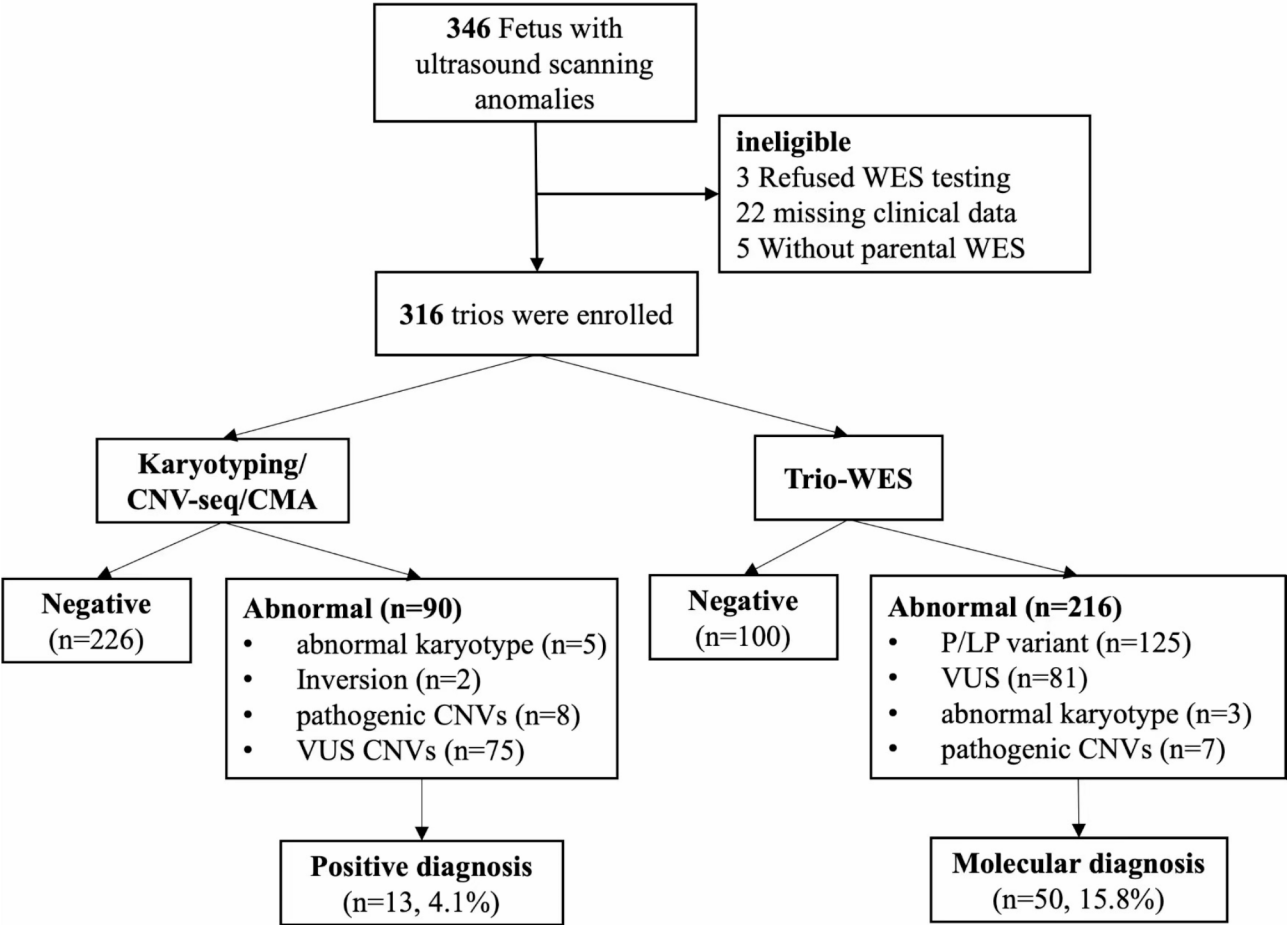 346 Fetus with
ultrasound scanning
anomalies
ineligible
3 Refused WES testing
22 missing clinical data
5 Without parental WES
316 trios were enrolled
Karyotyping/
CNV-seq/CMA
Trio-WES
Negative
(n=226)
Abnormal (n=90)
• abnormal karyotype (n=5)
• Inversion (n=2)
• pathogenic CNVs (n=8)
• VUS CNVs (n=75)
Negative
(n=100)
Abnormal (n=216)
• P/LP variant (n=125)
• VUS (n=81)
• abnormal karyotype (n=3)
• pathogenic CNVs (n=7)
Positive diagnosis
(n=13, 4.1%)
Molecular diagnosis
(n=50, 15.8%)